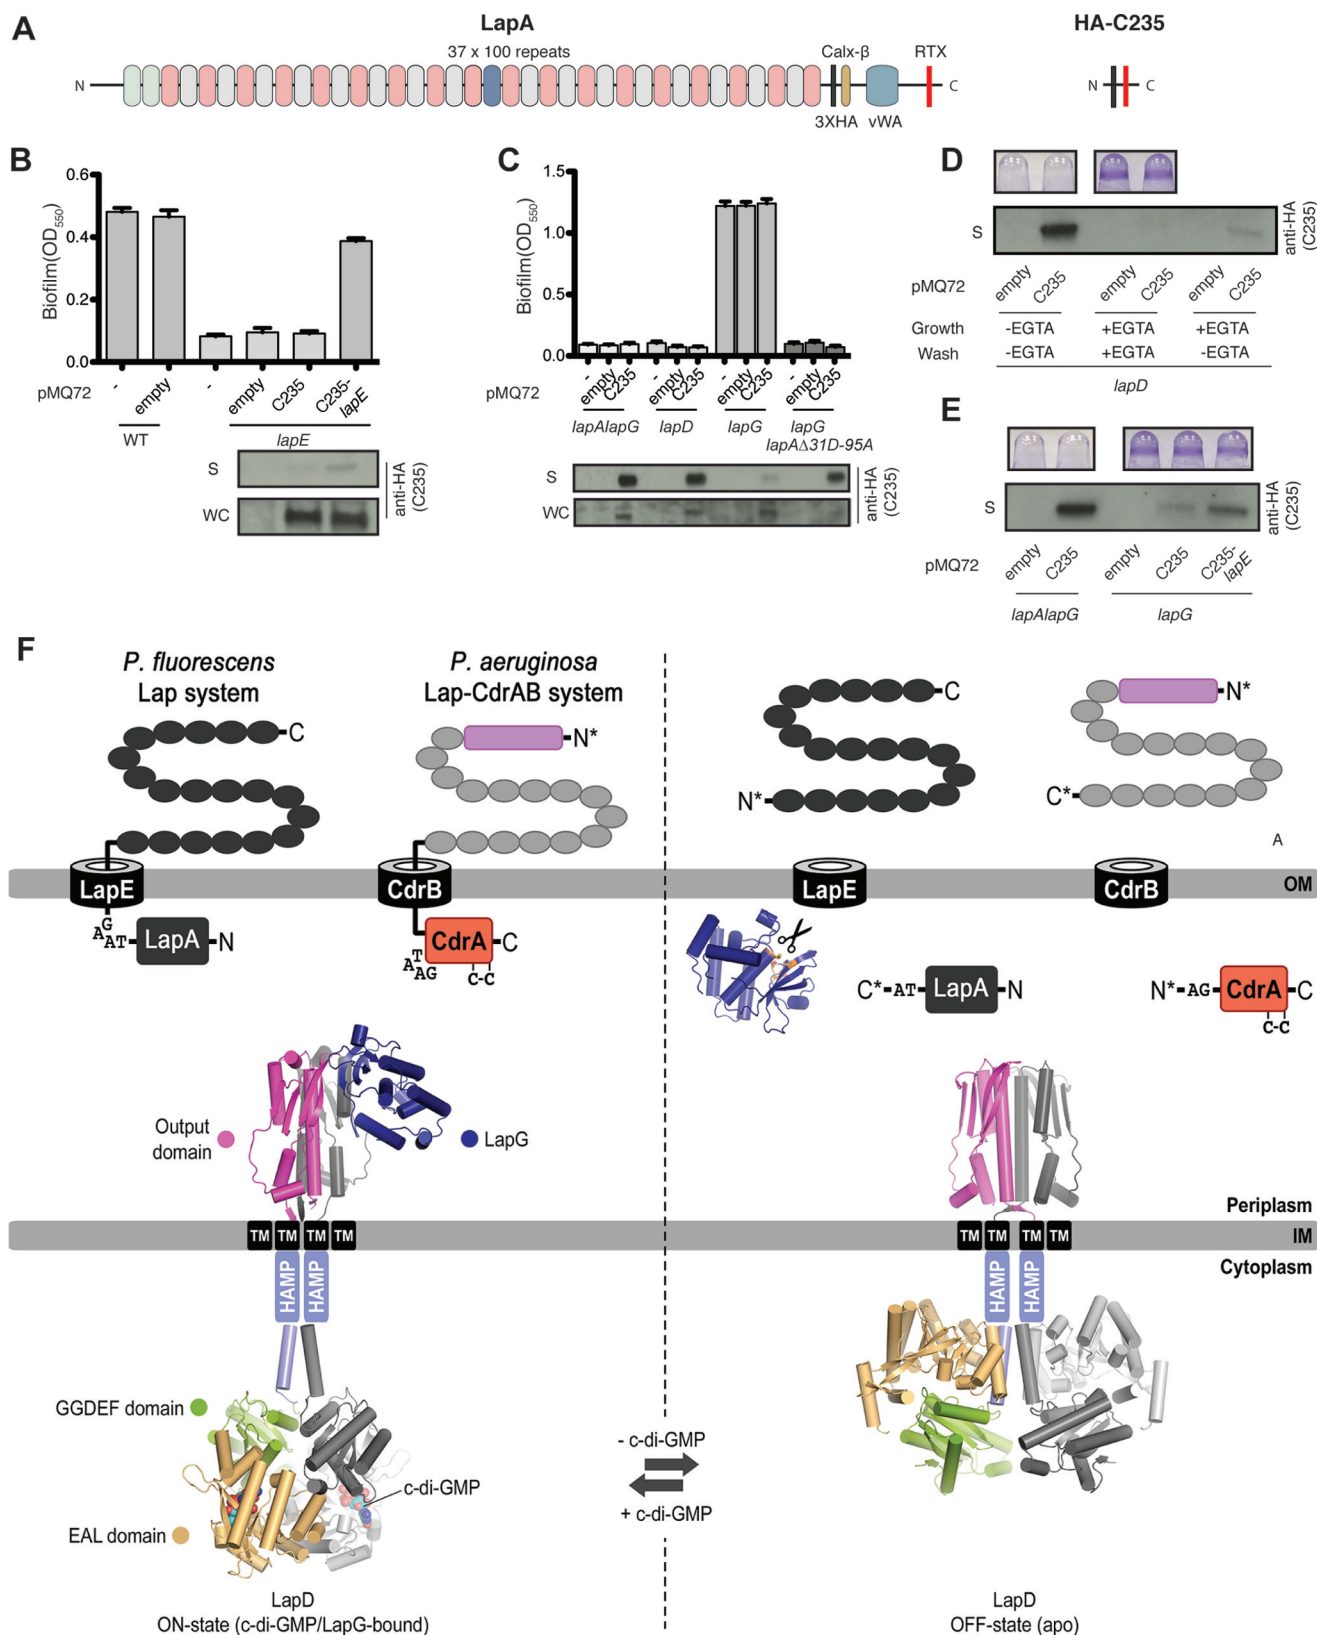 A
LapA
HA-C235
37 x 100 repeats
Calx-β
RTX
N
C
N
C
3XHA
vWA
B
Biofilm(OD550)
0.6
0.4
0.2
0.0
pMQ72
-
empty
-
empty
C235
C235-lapE
WT
lapE
S
WC
anti-HA
(C235)
C
Biofilm(OD550)
1.5
1.0
0.5
0.0
pMQ72
-
empty
C235
-
empty
C235
-
empty
C235
-
empty
C235
lapAlapG
lapD
lapG
lapG
lapAΔ31D-95A
S
WC
anti-HA
(C235)
D
S
anti-HA
(C235)
pMQ72
empty
C235
empty
C235
empty
C235
Growth
-EGTA
+EGTA
+EGTA
Wash
-EGTA
+EGTA
-EGTA
lapD
E
S
anti-HA
(C235)
pMQ72
empty
C235
empty
C235
C235-lapE
lapAlapG
lapG
F
P. fluorescens
Lap system
P. aeruginosa
Lap-CdrAB system
C
N*
C
N*
N*
C*
A
LapE
CdrB
LapE
CdrB
OM
A
G
AT
LapA
N
A
T
AG
CdrA
C
C-C
C*
AT
LapA
N
N*
AG
CdrA
C
C-C
Output
domain
LapG
Periplasm
TM
TM
TM
TM
TM
TM
TM
TM
IM
Cytoplasm
HAMP
HAMP
HAMP
HAMP
GGDEF domain
- c-di-GMP
+ c-di-GMP
c-di-GMP
EAL domain
LapD
ON-state (c-di-GMP/LapG-bound)
LapD
OFF-state (apo)